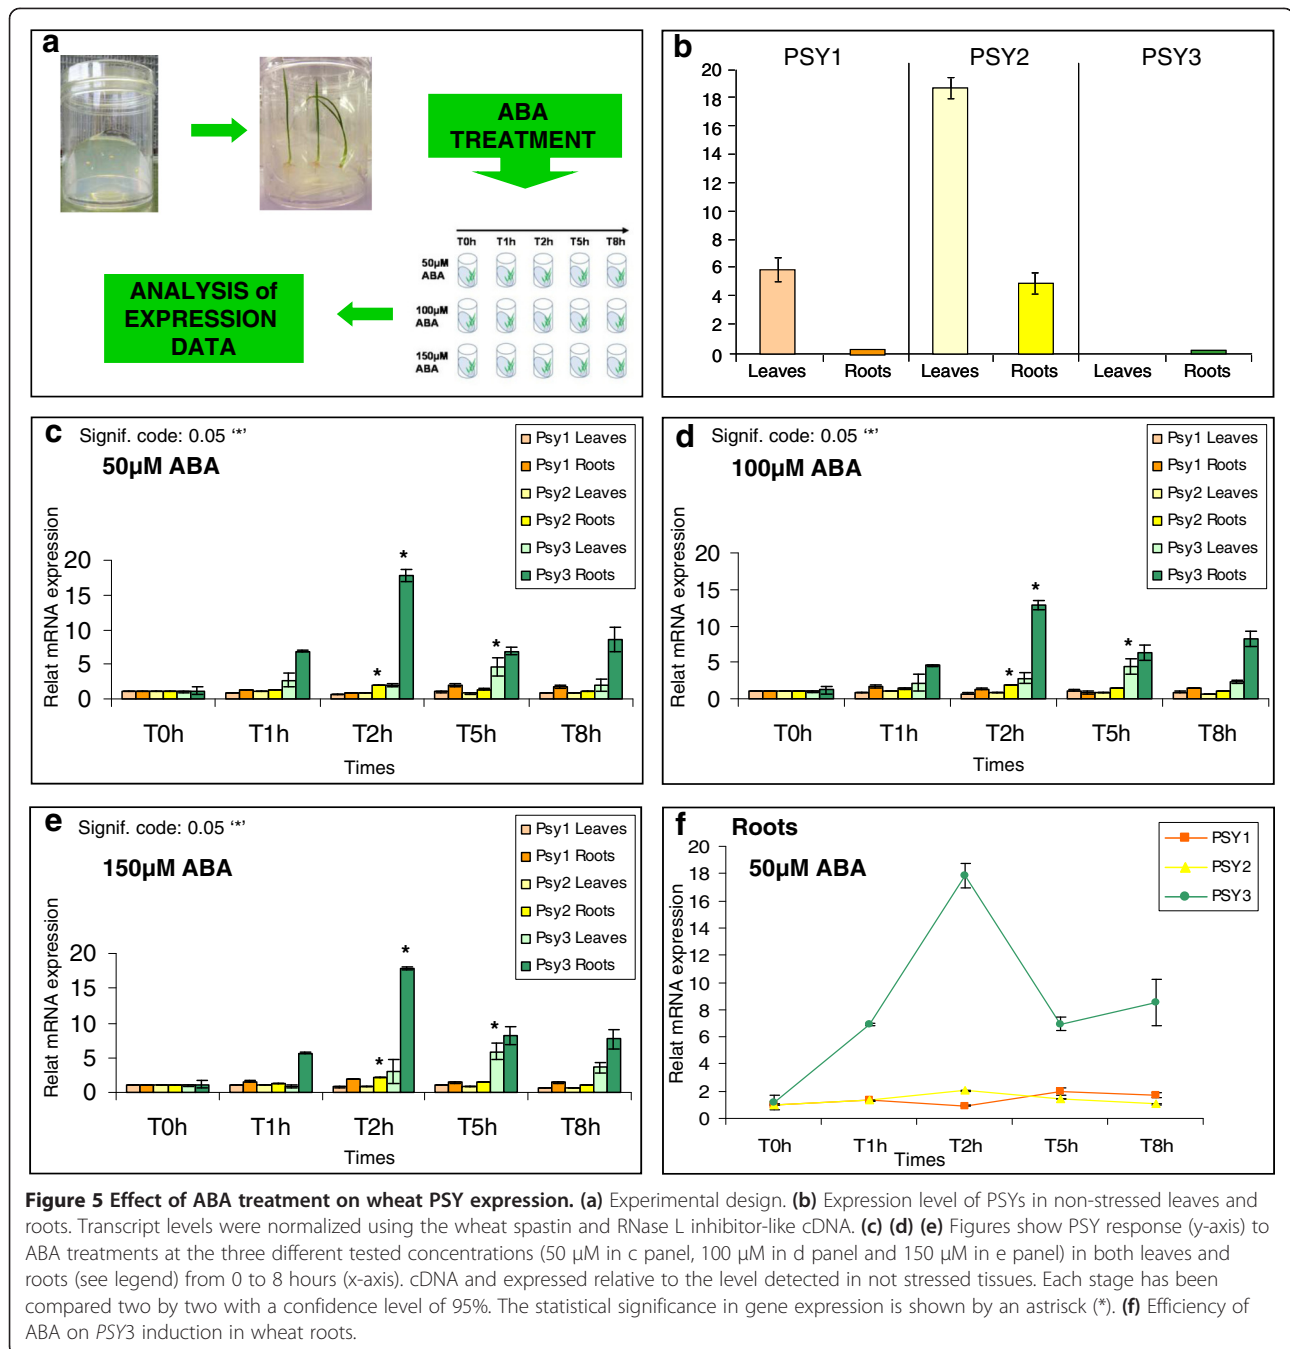 a
ABA
TREATMENT
T0h T1h T2h T5h T8h
50μM
ABA
100μM
ABA
150μM
ABA
ANALYSIS of
EXPRESSION
DATA
b
PSY1 PSY2 PSY3
20
18
16
14
12
10
8
6
4
2
0
Leaves Roots Leaves Roots Leaves Roots
c Signif. code: 0.05 ‘*’
50μM ABA
Psy1 Leaves
Psy1 Roots
Psy2 Leaves
Psy2 Roots
Psy3 Leaves
Psy3 Roots
Relat mRNA expression
20
15
10
5
0
* * *
T0h T1h T2h T5h T8h
Times
d Signif. code: 0.05 ‘*’
100μM ABA
Psy1 Leaves
Psy1 Roots
Psy2 Leaves
Psy2 Roots
Psy3 Leaves
Psy3 Roots
Relat mRNA expression
20
15
10
5
0
* * *
T0h T1h T2h T5h T8h
Times
e Signif. code: 0.05 ‘*’
150μM ABA
Psy1 Leaves
Psy1 Roots
Psy2 Leaves
Psy2 Roots
Psy3 Leaves
Psy3 Roots
Relat mRNA expression
20
15
10
5
0
* * *
T0h T1h T2h T5h T8h
Times
f Roots
50μM ABA
PSY1
PSY2
PSY3
Relat mRNA expression
20
18
16
14
12
10
8
6
4
2
0
T0h T1h T2h T5h T8h
Times
Figure 5 Effect of ABA treatment on wheat PSY expression. (a) Experimental design. (b) Expression level of PSYs in non-stressed leaves and
roots. Transcript levels were normalized using the wheat spastin and RNase L inhibitor-like cDNA. (c) (d) (e) Figures show PSY response (y-axis) to
ABA treatments at the three different tested concentrations (50 μM in c panel, 100 μM in d panel and 150 μM in e panel) in both leaves and
roots (see legend) from 0 to 8 hours (x-axis). cDNA and expressed relative to the level detected in not stressed tissues. Each stage has been
compared two by two with a confidence level of 95%. The statistical significance in gene expression is shown by an astrisck (*). (f) Efficiency of
ABA on PSY3 induction in wheat roots.